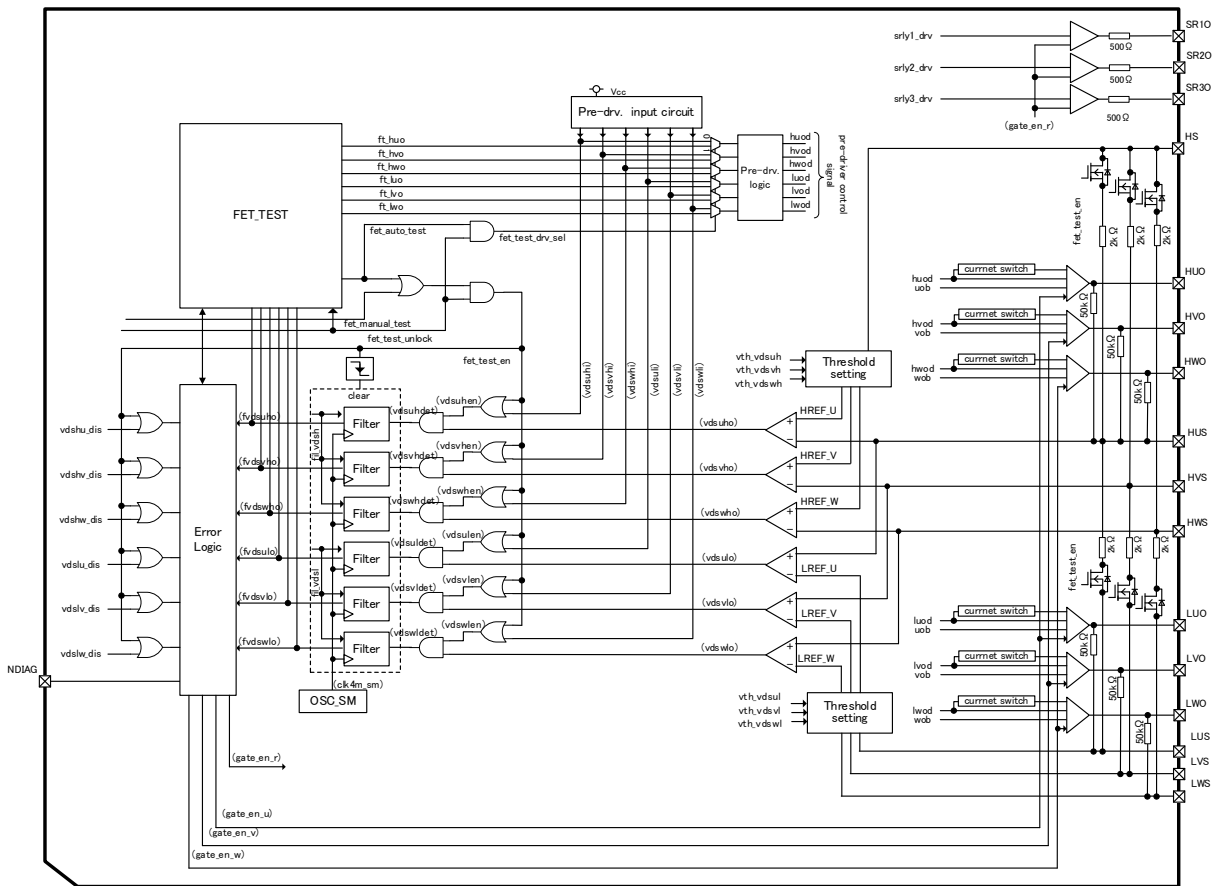 SR1O
srly1_drv
500Ω
SR2O
srly2_drv
500Ω
SR3O
srly3_drv
500Ω
(gate_en_r)
Vcc
Pre-drv. input circuit
FET_TEST
ft_huo
ft_hvo
ft_hwo
ft_luo
ft_lvo
ft_lwo
0
1
Pre-drv.
logic
huod
hvod
hwod
luod
lvod
lwod
pre-driver control
signal
HS
fet_test_en
2kΩ
2kΩ
2kΩ
fet_auto_test
fet_test_drv_sel
fet_manual_test
fet_test_unlock
fet_test_en
clear
huod
uob
currnet switch
50kΩ
HUO
hvod
vob
currnet switch
50kΩ
HVO
hwod
wob
currnet switch
50kΩ
HWO
(vdsuhi)
(vdsvhi)
(vdswhi)
(vdsuli)
(vdsvli)
(vdswli)
vth_vdsuh
vth_vdsvh
vth_vdswh
Threshold
setting
vdshu_dis
vdshv_dis
vdshw_dis
vdslu_dis
vdslv_dis
vdslw_dis
Error
Logic
(fvdsuho)
(fvdsvho)
(fvdswho)
(fvdsulo)
(fvdsvlo)
(fvdswlo)
fil_vdsh
fil_vdsl
Filter
Filter
Filter
Filter
Filter
Filter
(vdsuhdet)
(vdsvhdet)
(vdswhdet)
(vdsuldet)
(vdsvldet)
(vdswldet)
(vdsuhen)
(vdsvhen)
(vdswhen)
(vdsulen)
(vdsvlen)
(vdswlen)
(vdsuho)
(vdsvho)
(vdswho)
(vdsulo)
(vdsvlo)
(vdswlo)
+
−
+
−
+
−
+
−
+
−
+
−
HREF_U
HREF_V
HREF_W
LREF_U
LREF_V
LREF_W
HUS
HVS
HWS
2kΩ
2kΩ
2kΩ
fet_test_en
luod
uob
currnet switch
50kΩ
LUO
lvod
vob
currnet switch
50kΩ
LVO
lwod
wob
currnet switch
50kΩ
LWO
LUS
LVS
LWS
vth_vdsul
vth_vdsvl
vth_vdswl
Threshold
setting
NDIAG
(clk4m_sm)
OSC_SM
(gate_en_r)
(gate_en_u)
(gate_en_v)
(gate_en_w)